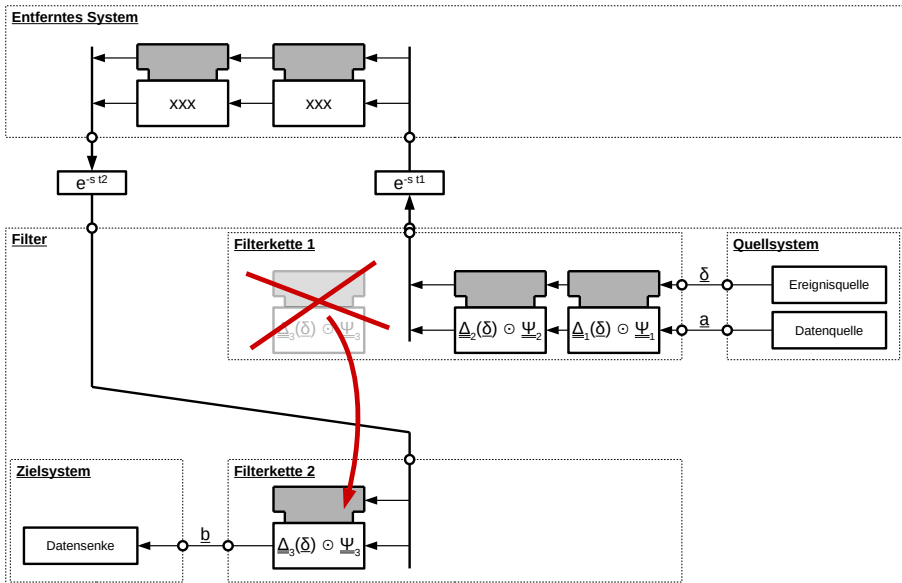 Entferntes System
xxx
xxx
e-s t2
e-s t1
Filter
Filterkette 1
Quellsystem
δ
Ereignisquelle
a
Datenquelle
Δ3(δ) ⊙ Ψ3
Δ2(δ) ⊙ Ψ2
Δ1(δ) ⊙ Ψ1
Zielsystem
Filterkette 2
Datensenke
b
Δ3(δ) ⊙ Ψ3